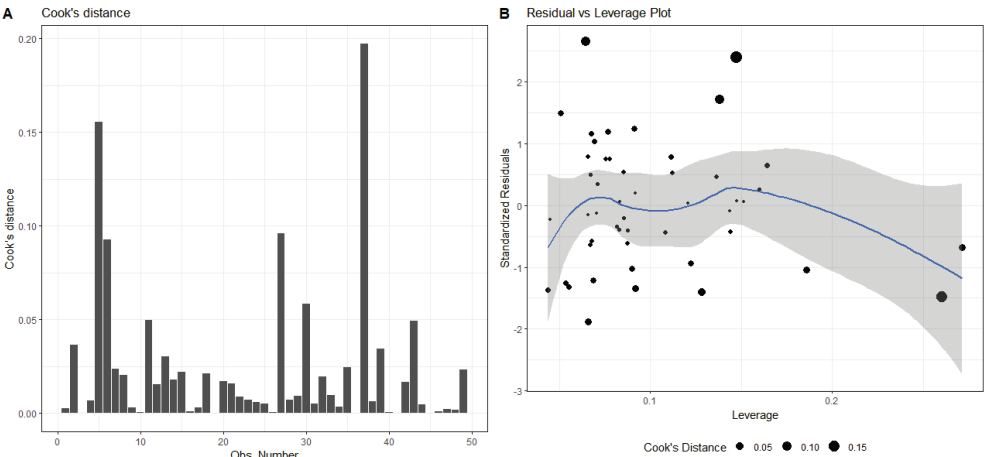 A Cook's distance
Cook's distance
0.20
0.15
0.10
0.05
0.00
0 10 20 30 40 50
Obs. Number
B Residual vs Leverage Plot
Standardized Residuals
2
1
0
-1
-2
-3
0.1 0.2
Leverage
Cook's Distance 0.05 0.10 0.15